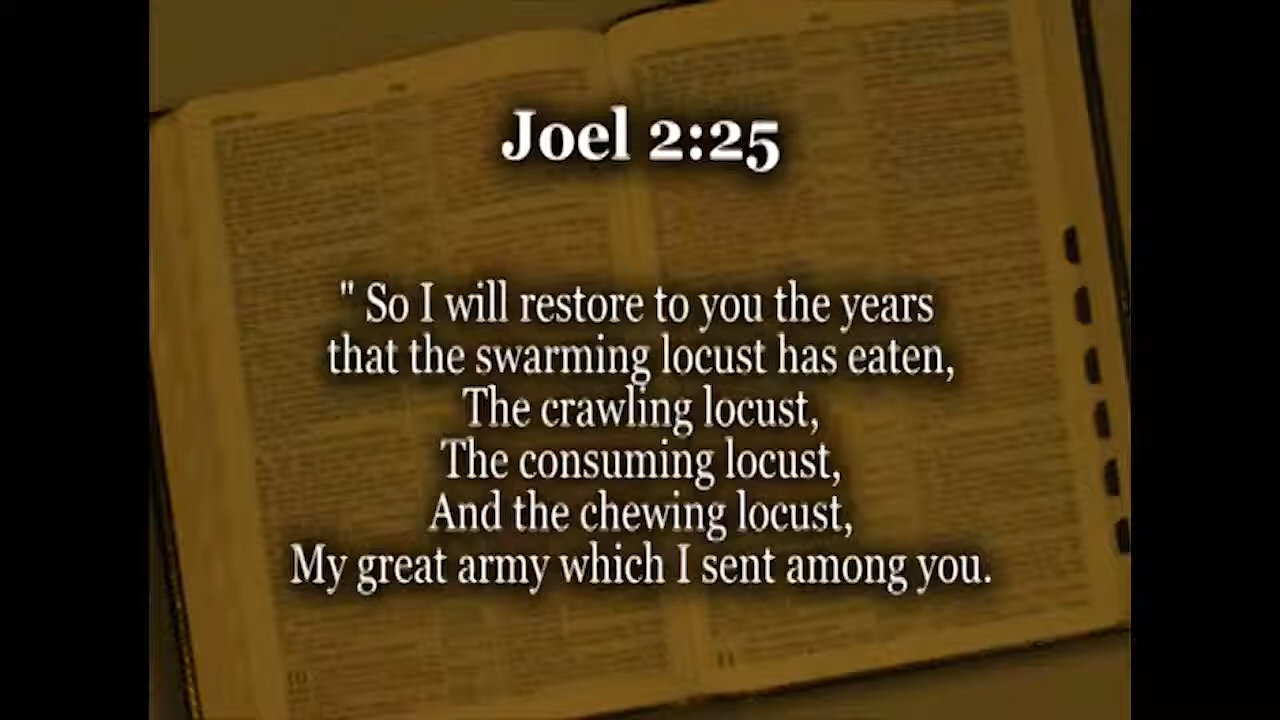 Joel 2:25
" So I will restore to you the years
that the swarming locust has eaten,
The crawling locust,
The consuming locust,
And the chewing locust,
My great army which I sent among you.